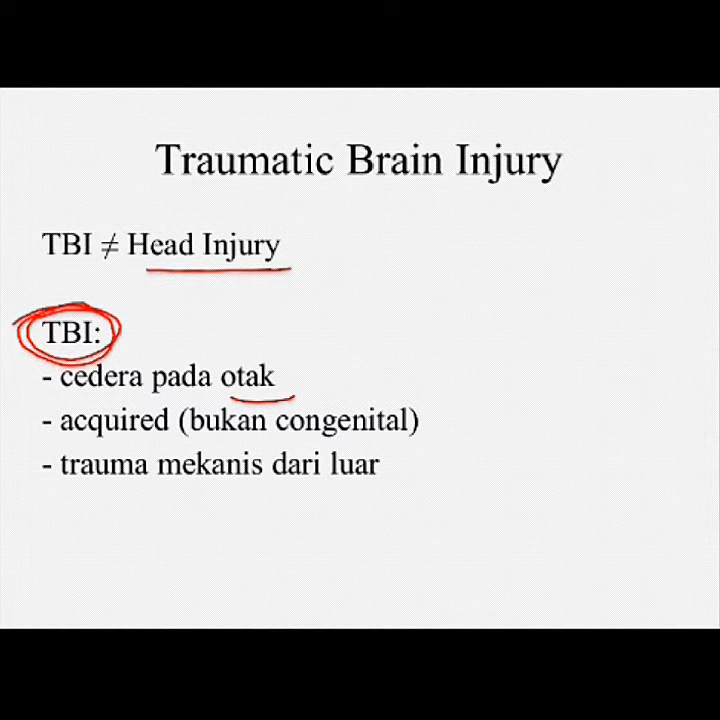 Traumatic Brain Injury
TBI ≠ Head Injury
TBI:
- cedera pada otak
- acquired (bukan congenital)
- trauma mekanis dari luar